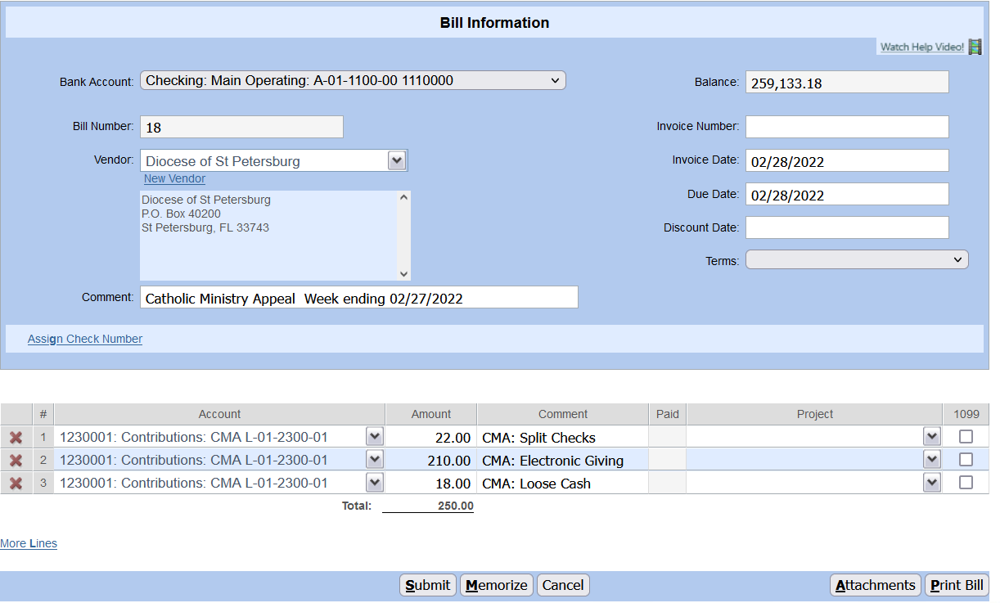 Bill Information
Watch Help Video!
Bank Account: Checking: Main Operating: A-01-1100-00 1110000 Balance: 259,133.18
Bill Number: 18 Invoice Number:
Vendor: Diocese of St Petersburg Invoice Date: 02/28/2022
New Vendor
Due Date: 02/28/2022
Diocese of St Petersburg
P.O. Box 40200
St Petersburg, FL 33743
Discount Date:
Terms:
Comment: Catholic Ministry Appeal  Week ending 02/27/2022
Assign Check Number
# Account Amount Comment Paid Project 1099
1 1230001: Contributions: CMA L-01-2300-01 22.00 CMA: Split Checks
2 1230001: Contributions: CMA L-01-2300-01 210.00 CMA: Electronic Giving
3 1230001: Contributions: CMA L-01-2300-01 18.00 CMA: Loose Cash
Total: 250.00
More Lines
Submit Memorize Cancel Attachments Print Bill